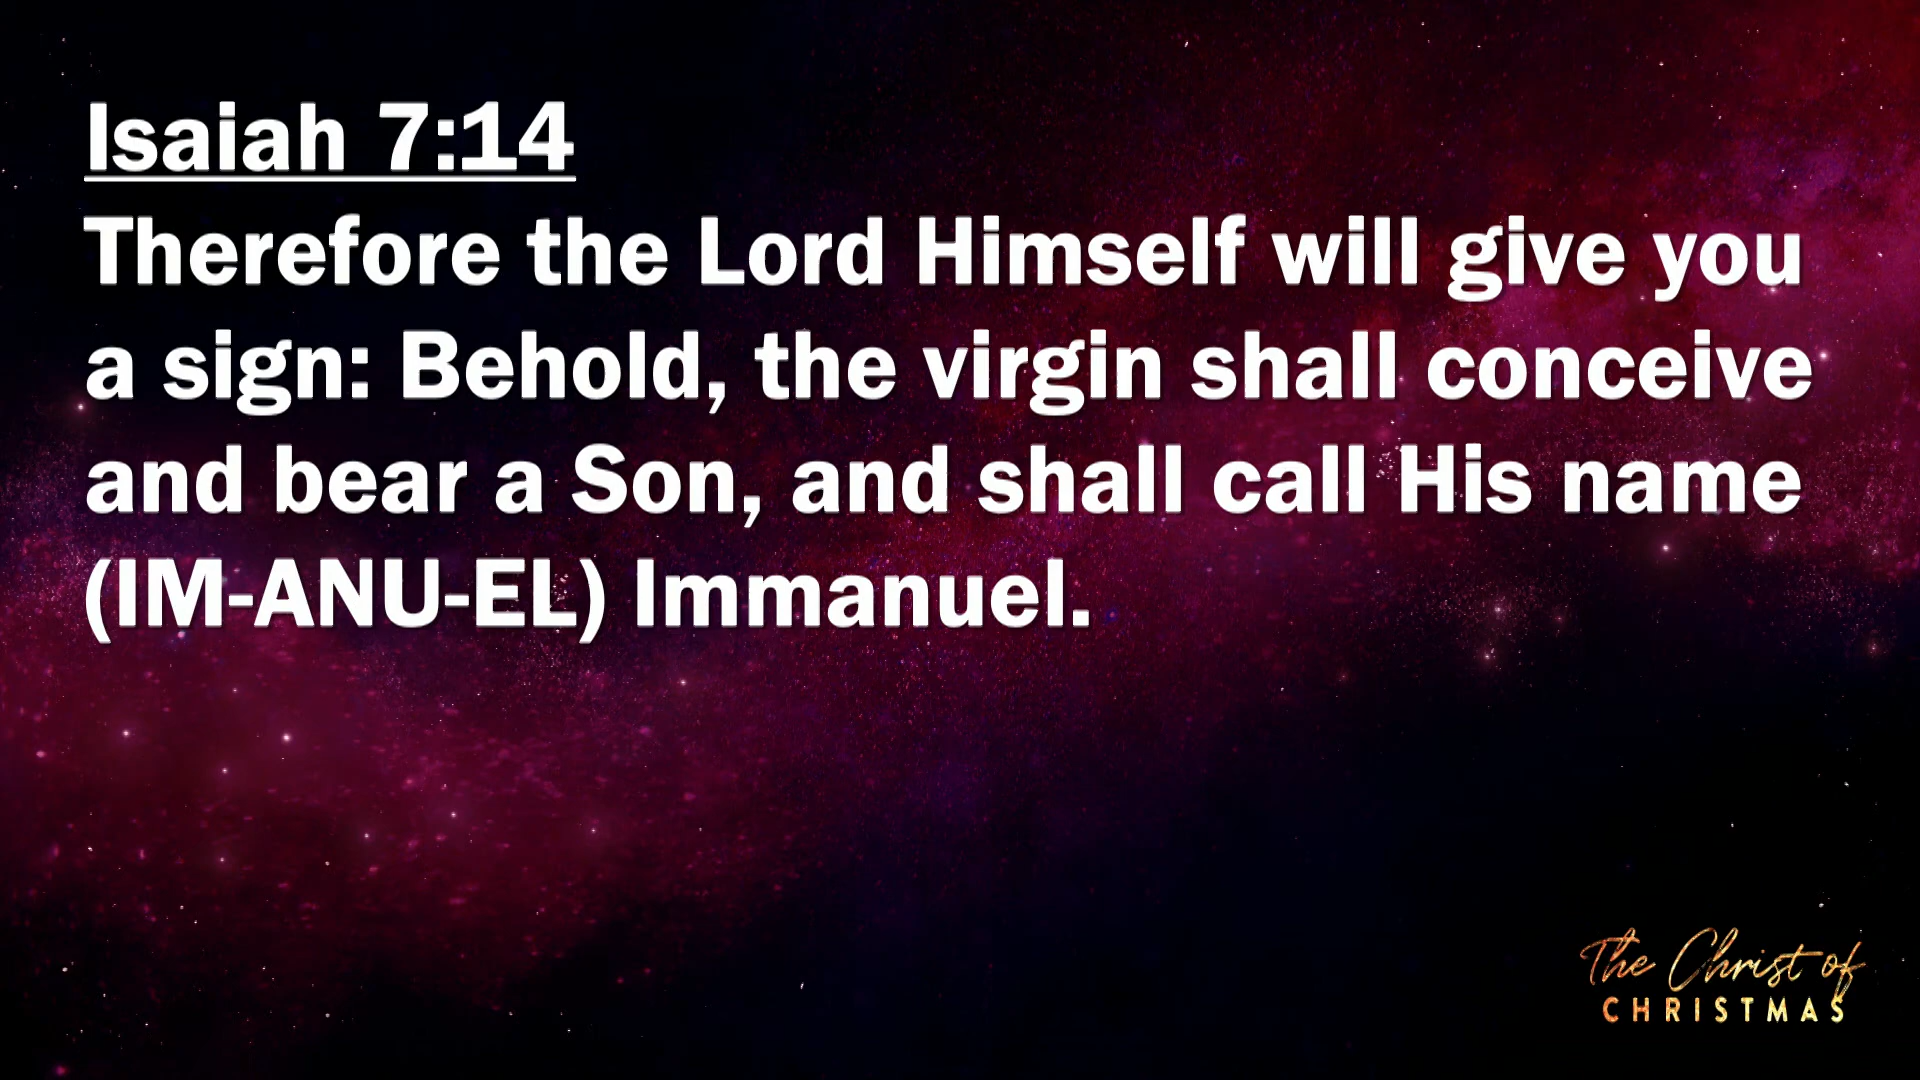 Isaiah 7:14
Therefore the Lord Himself will give you
a sign: Behold, the virgin shall conceive
and bear a Son, and shall call His name
(IM-ANU-EL) Immanuel.
The Christ of
CHRISTMAS